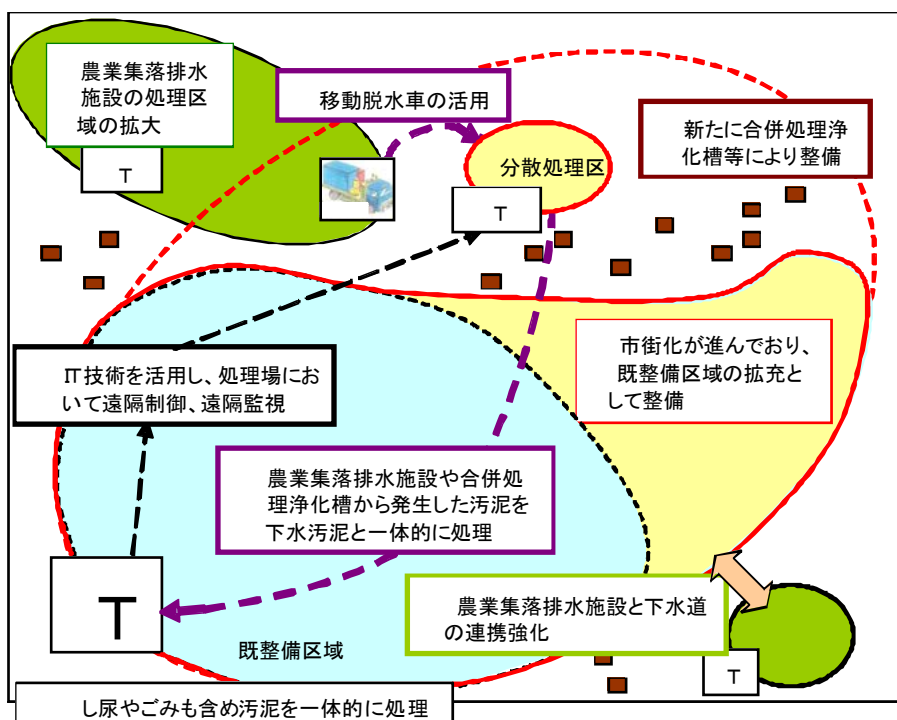 農業集落排水
施設の処理区
域の拡大
T
移動脱水車の活用
新たに合併処理浄
化槽等により整備
分散処理区
T
市街化が進んでおり、
既整備区域の拡充と
して整備
IT技術を活用し、処理場にお
いて遠隔制御、遠隔監視
農業集落排水施設や合併処
理浄化槽から発生した汚泥を
下水汚泥と一体的に処理
T
農業集落排水施設と下水道
の連携強化
既整備区域
T
し尿やごみも含め汚泥を一体的に処理